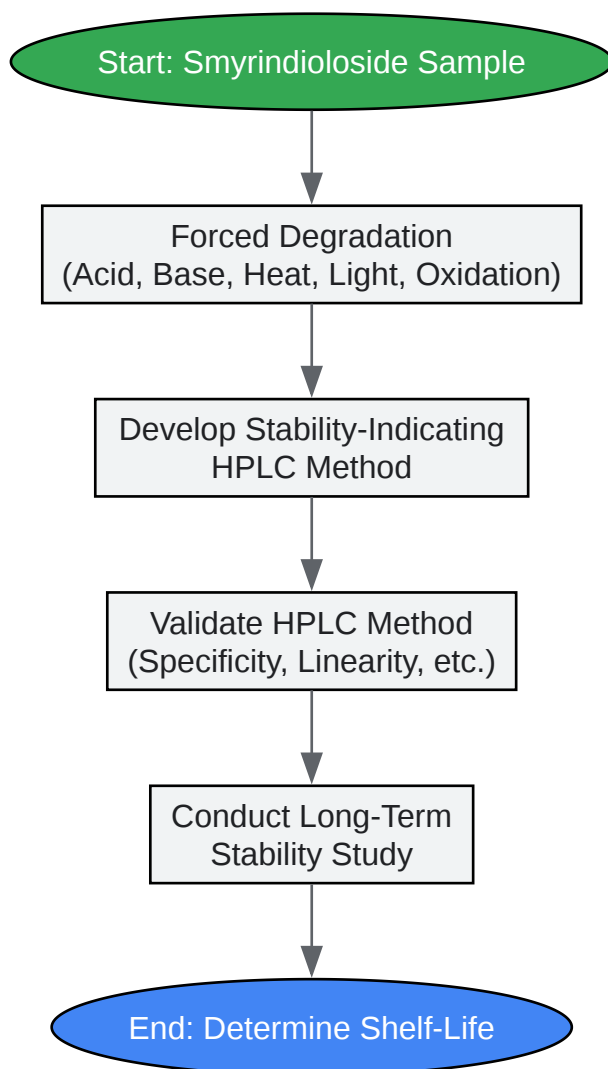 Start: Smyrindioloside Sample
Forced Degradation
(Acid, Base, Heat, Light, Oxidation)
Develop Stability-Indicating
HPLC Method
Validate HPLC Method
(Specificity, Linearity, etc.)
Conduct Long-Term
Stability Study
End: Determine Shelf-Life